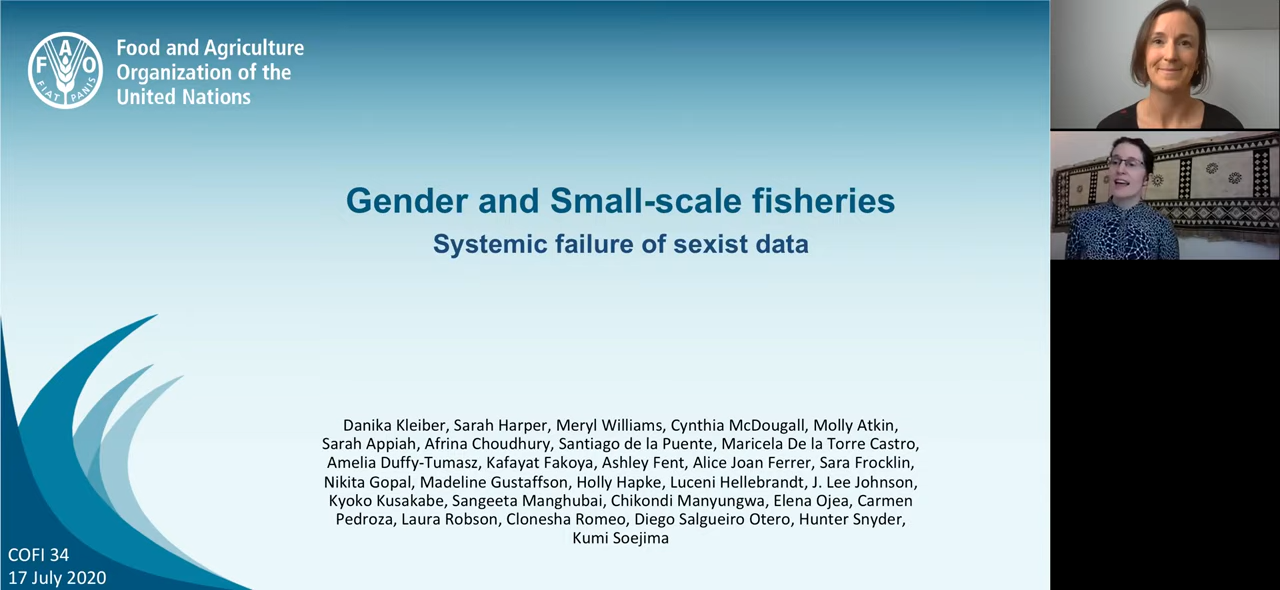 Food and Agriculture
Organization of the
United Nations
F A O
FIAT PANIS
Gender and Small-scale fisheries
Systemic failure of sexist data
Danika Kleiber, Sarah Harper, Meryl Williams, Cynthia McDougall, Molly Atkin,
Sarah Appiah, Afrina Choudhury, Santiago de la Puente, Maricela De la Torre Castro,
Amelia Duffy-Tumasz, Kafayat Fakoya, Ashley Fent, Alice Joan Ferrer, Sara Frocklin,
Nikita Gopal, Madeline Gustaffson, Holly Hapke, Luceni Hellebrandt, J. Lee Johnson,
Kyoko Kusakabe, Sangeeta Manghubai, Chikondi Manyungwa, Elena Ojea, Carmen
Pedroza, Laura Robson, Clonesha Romeo, Diego Salgueiro Otero, Hunter Snyder,
Kumi Soejima
COFI 34
17 July 2020